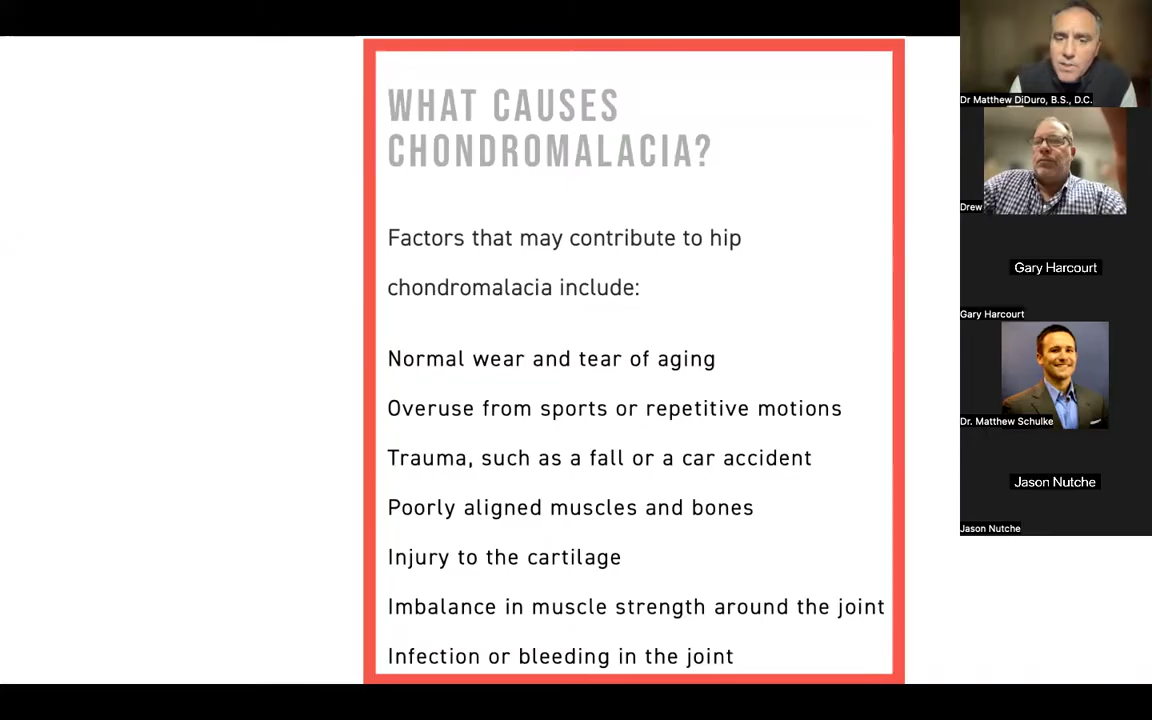 WHAT CAUSES
CHONDROMALACIA?
Factors that may contribute to hip
chondromalacia include:
Normal wear and tear of aging
Overuse from sports or repetitive motions
Trauma, such as a fall or a car accident
Poorly aligned muscles and bones
Injury to the cartilage
Imbalance in muscle strength around the joint
Infection or bleeding in the joint
Dr Matthew DiDuro, B.S., D.C.
Drew
Gary Harcourt
Gary Harcourt
Dr. Matthew Schulke
Jason Nutche
Jason Nutche